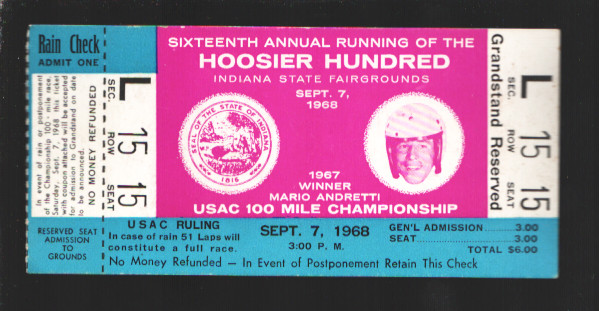 Rain Check
ADMIT ONE
In event of rain or postponement
of the Championship 100-mile race,
Saturday, Sept. 7, 1968 this ticket
with coupon attached will be accepted
for admission to Grandstand on date
to be announced.
NO MONEY REFUNDED
SEC. L
ROW 15
SEAT 15
RESERVED SEAT
ADMISSION
TO
GROUNDS
SIXTEENTH ANNUAL RUNNING OF THE
HOOSIER HUNDRED
INDIANA STATE FAIRGROUNDS
SEPT. 7,
1968
SEAL OF THE STATE OF INDIANA
1816
1967
WINNER
MARIO ANDRETTI
USAC 100 MILE CHAMPIONSHIP
Grandstand Reserved
SEC. L
ROW 15
SEAT 15
USAC RULING
In case of rain 51 Laps will
constitute a full race.
SEPT. 7, 1968
3:00 P. M.
GEN'L ADMISSION 3.00
SEAT 3.00
TOTAL $6.00
No Money Refunded — In Event of Postponement Retain This Check